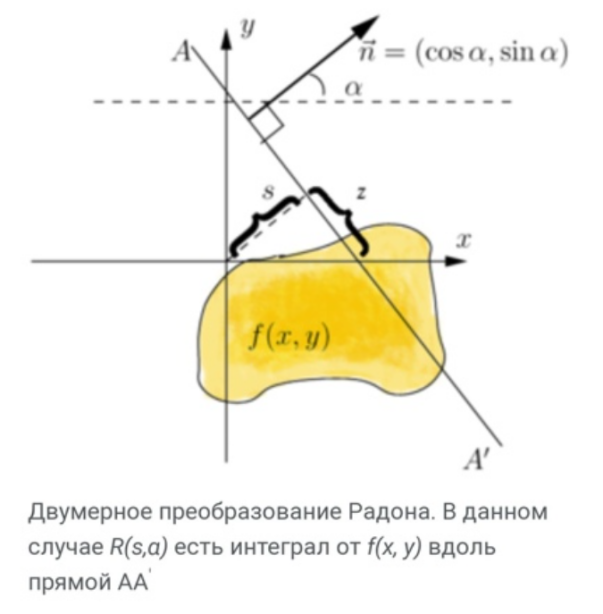 A
y
n⃗ = (cos α, sin α)
α
s
z
x
f(x, y)
A′
Двумерное преобразование Радона. В данном
случае R(s,α) есть интеграл от f(x, y) вдоль
прямой AA'